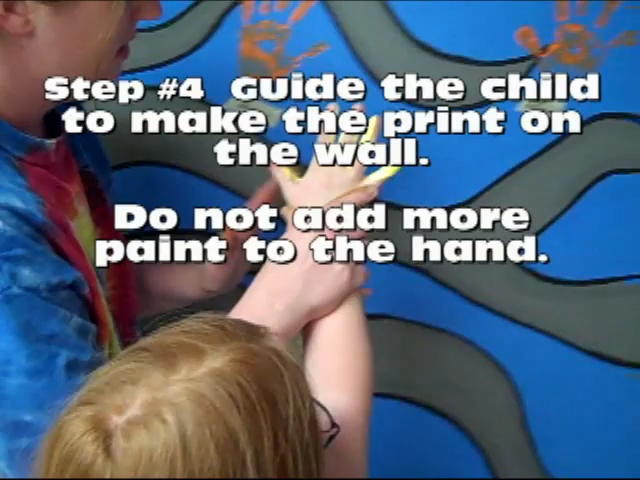 Step #4 Guide the child
to make the print on
the wall.
Do not add more
paint to the hand.